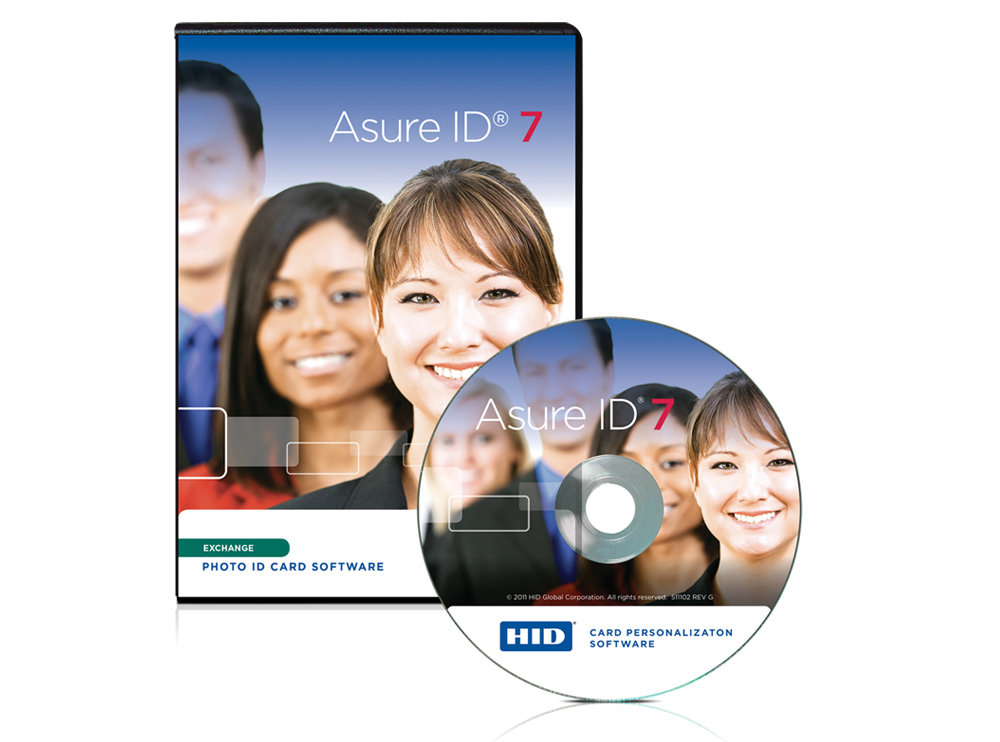 Asure ID® 7
EXCHANGE
PHOTO ID CARD SOFTWARE
Asure ID® 7
© 2011 HID Global Corporation. All rights reserved. 511102 REV G
HID®
CARD PERSONALIZATON
SOFTWARE